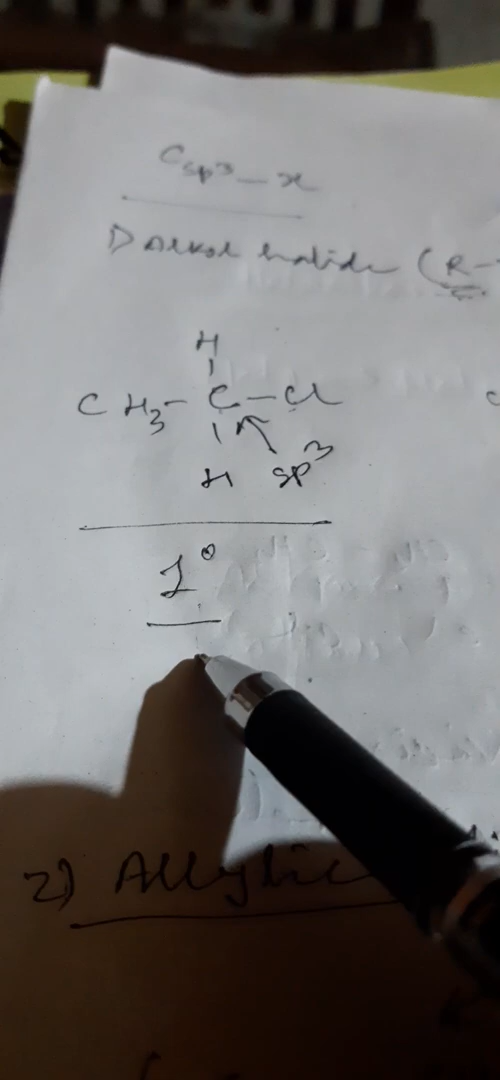 Csp3 - x
1) Alkyl halide (R-
H
CH3 - C - Cl
H sp3
1°
2) Allylic